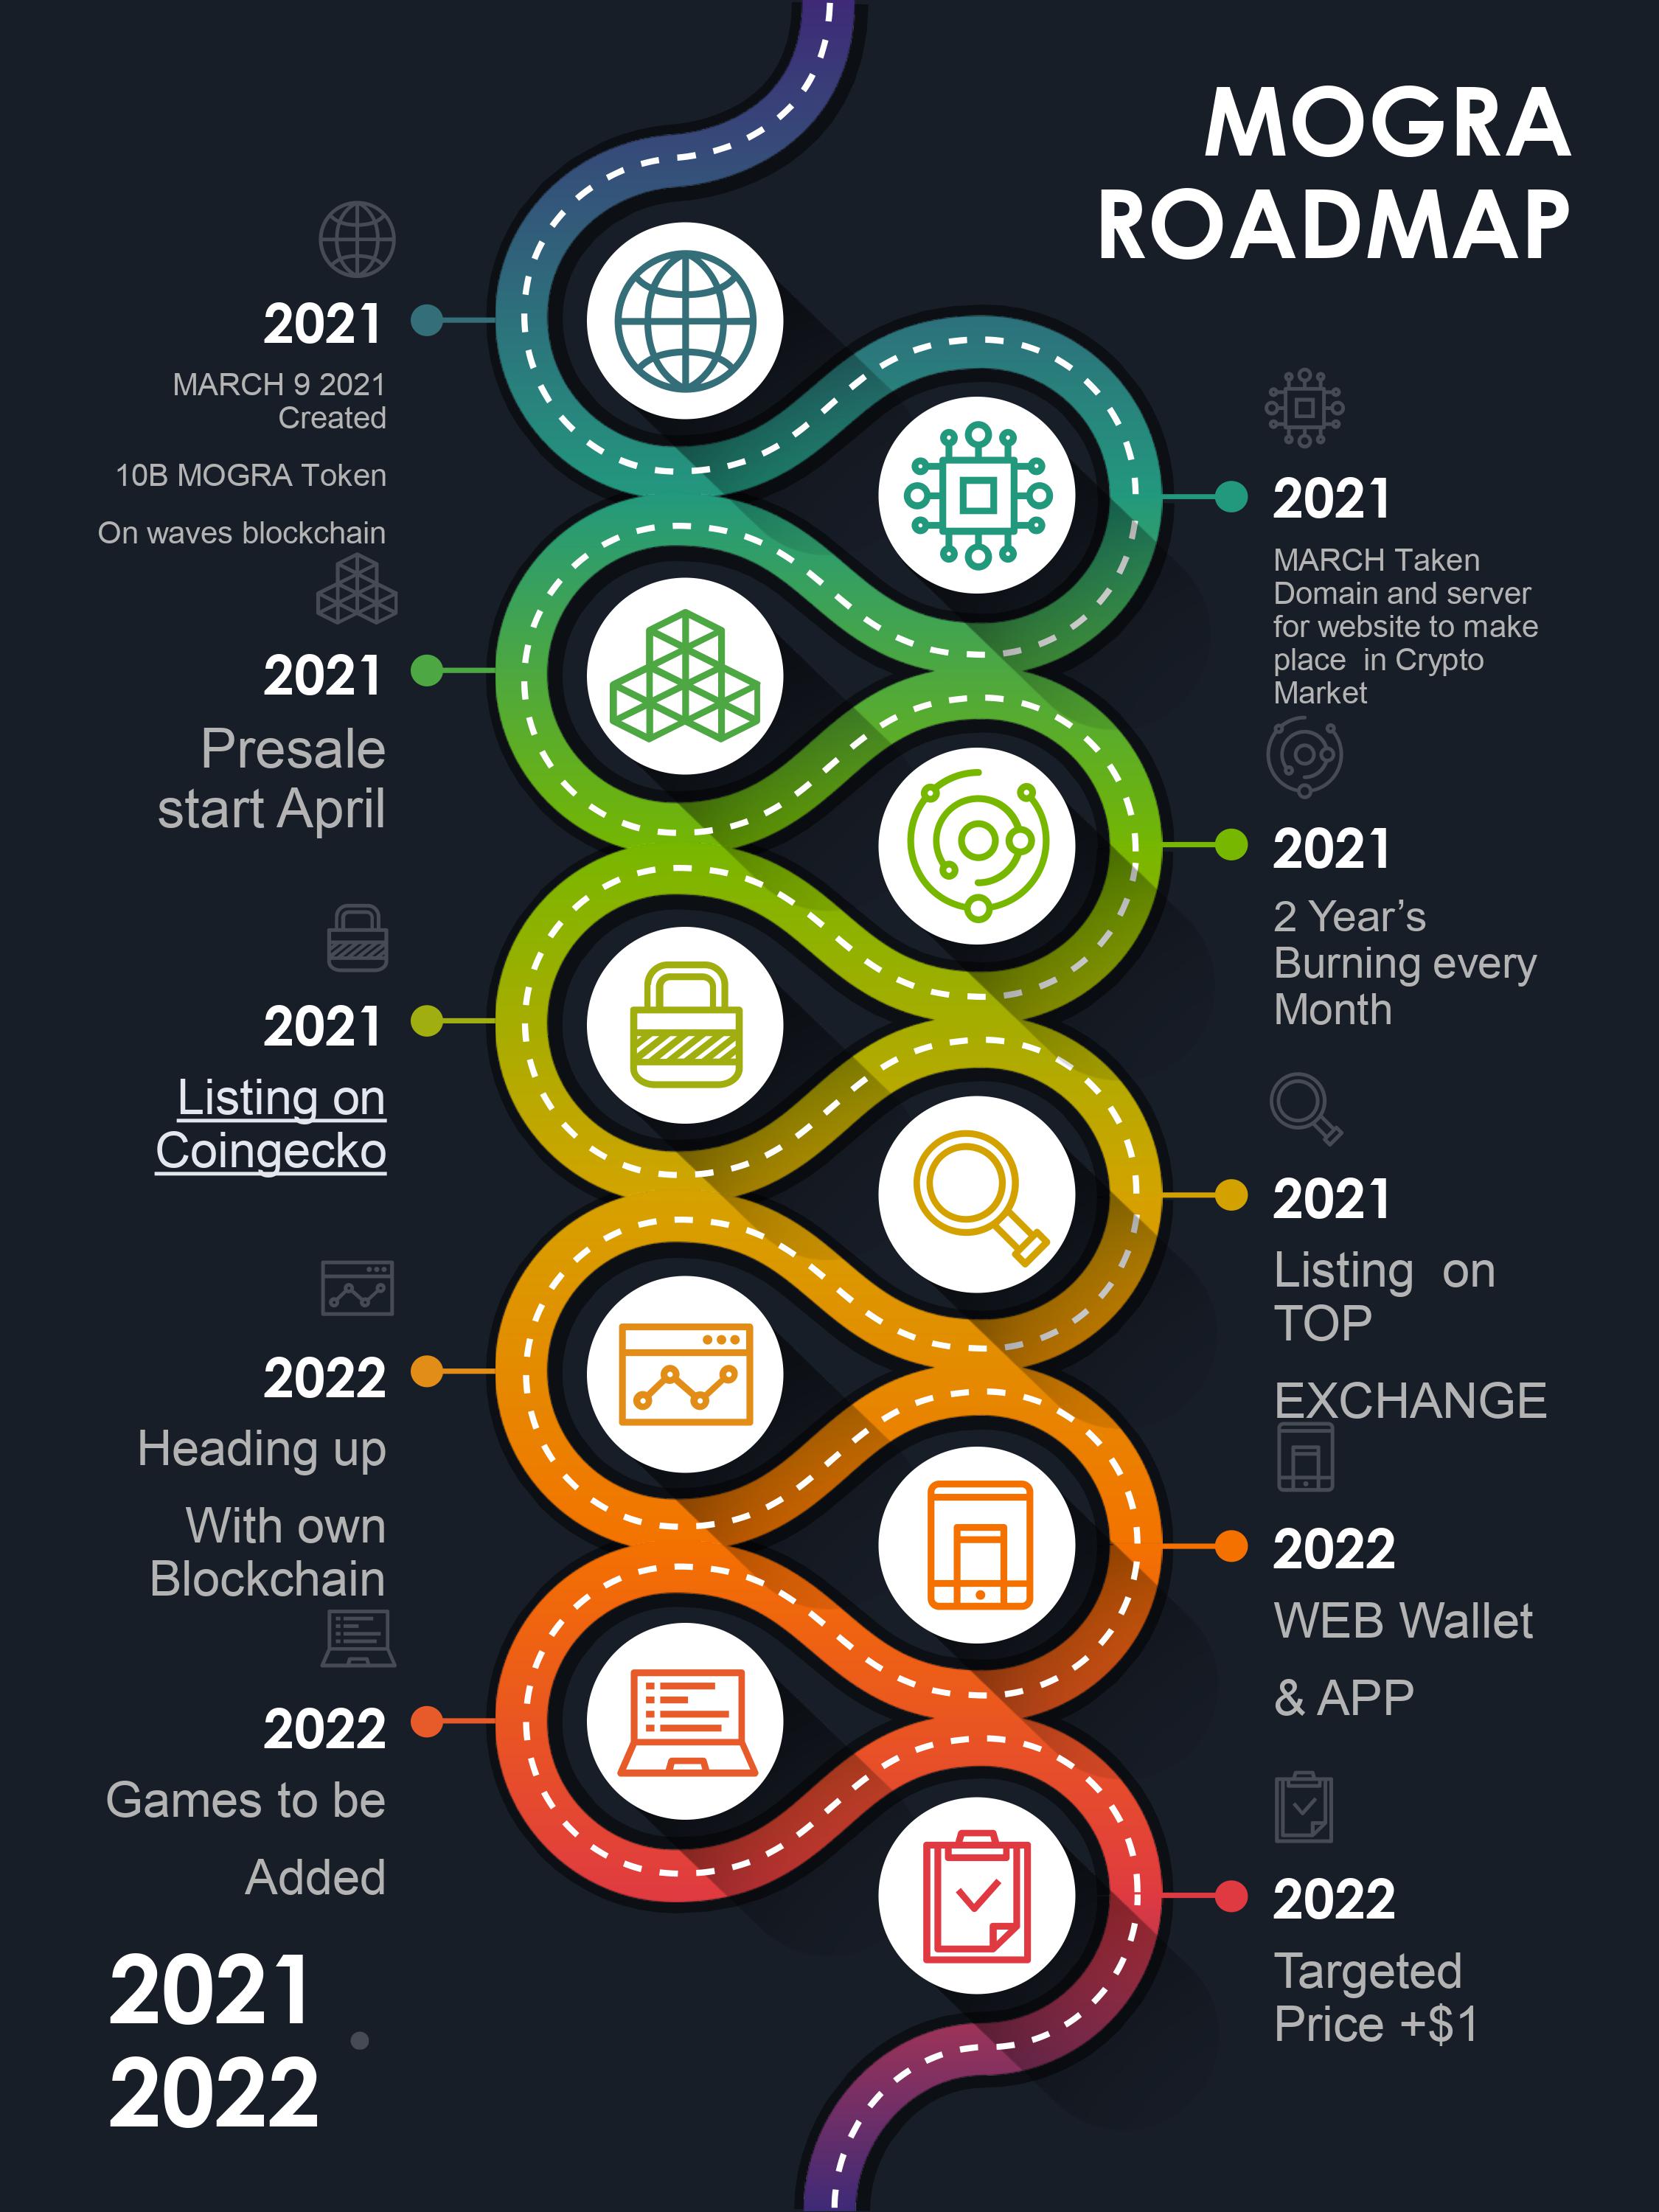 MOGRA
ROADMAP
2021
MARCH 9 2021
Created
10B MOGRA Token
On waves blockchain
2021
MARCH Taken
Domain and server
for website to make
place  in Crypto
Market
2021
Presale
start April
2021
2 Year’s
Burning every
Month
2021
Listing on
Coingecko
2021
Listing  on
TOP
EXCHANGE
2022
Heading up
With own
Blockchain
2022
WEB Wallet
& APP
2022
Games to be
Added
2022
Targeted
Price +$1
2021
2022